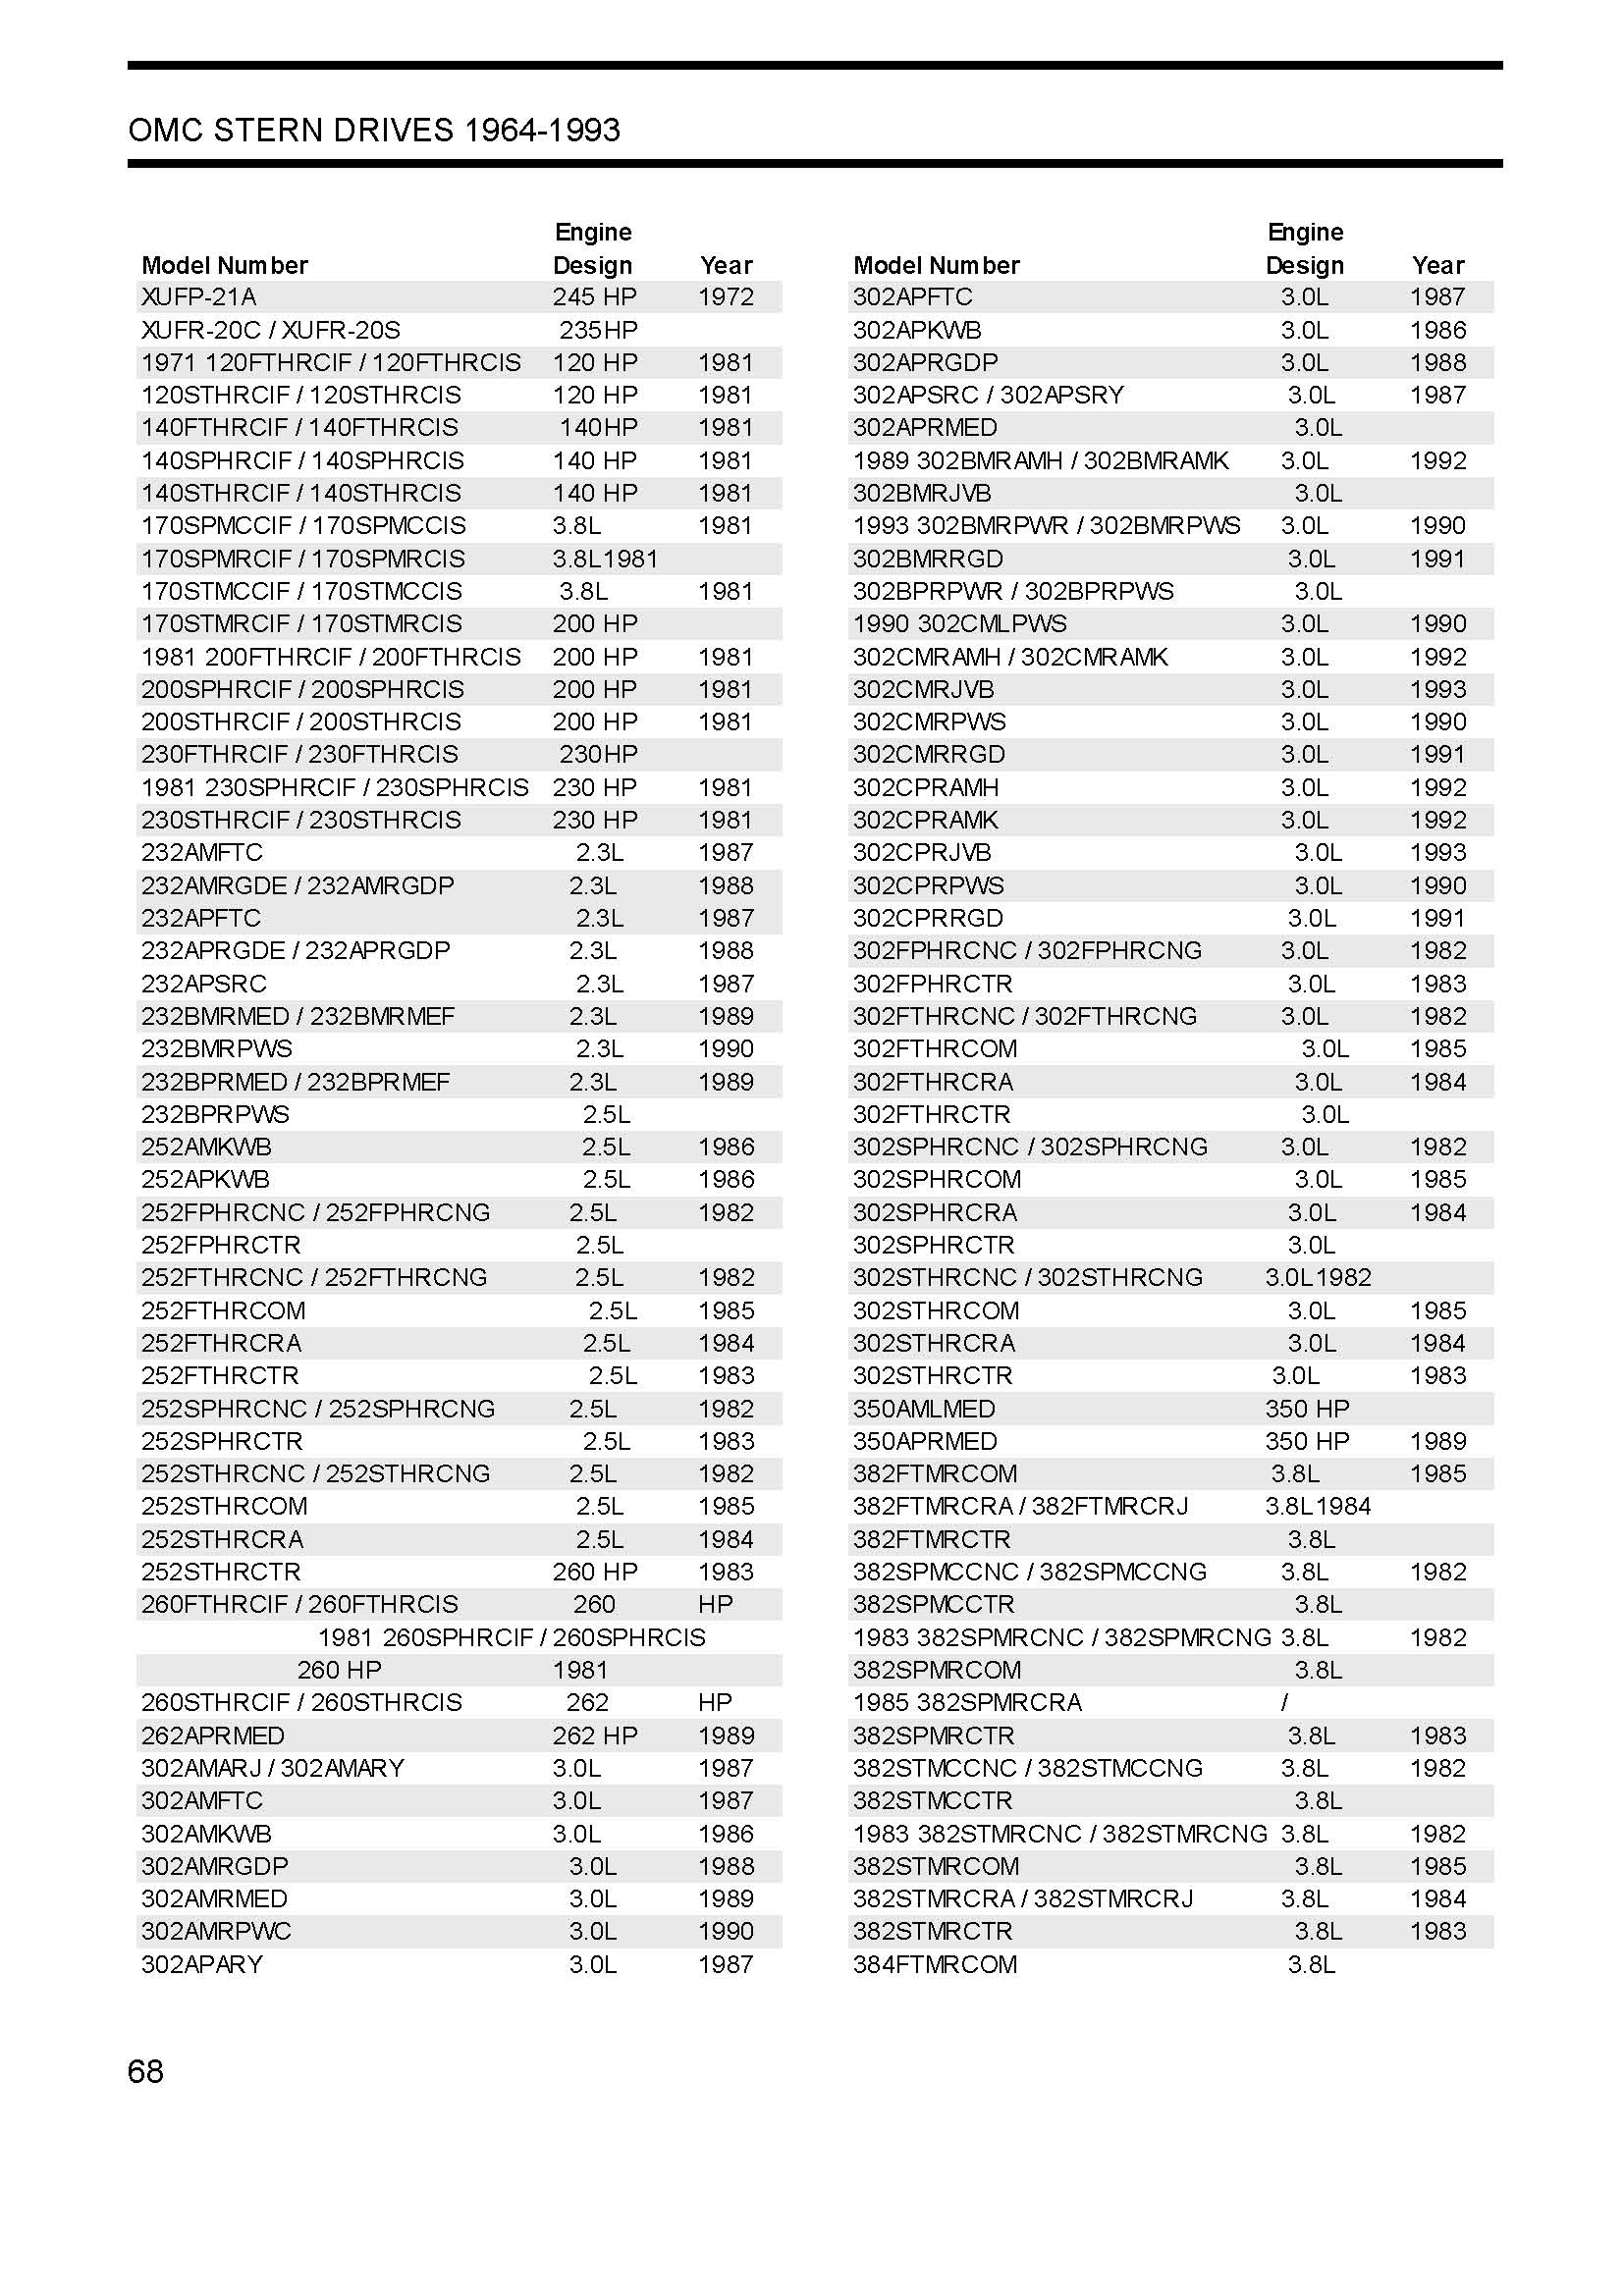 OMC STERN DRIVES 1964-1993
Engine
Model Number Design Year
XUFP-21A 245 HP 1972
XUFR-20C / XUFR-20S 235HP
1971 120FTHRCIF / 120FTHRCIS 120 HP 1981
120STHRCIF / 120STHRCIS 120 HP 1981
140FTHRCIF / 140FTHRCIS 140HP 1981
140SPHRCIF / 140SPHRCIS 140 HP 1981
140STHRCIF / 140STHRCIS 140 HP 1981
170SPMCCIF / 170SPMCCIS 3.8L 1981
170SPMRCIF / 170SPMRCIS 3.8L1981
170STMCCIF / 170STMCCIS 3.8L 1981
170STMRCIF / 170STMRCIS 200 HP
1981 200FTHRCIF / 200FTHRCIS 200 HP 1981
200SPHRCIF / 200SPHRCIS 200 HP 1981
200STHRCIF / 200STHRCIS 200 HP 1981
230FTHRCIF / 230FTHRCIS 230HP
1981 230SPHRCIF / 230SPHRCIS 230 HP 1981
230STHRCIF / 230STHRCIS 230 HP 1981
232AMFTC 2.3L 1987
232AMRGDE / 232AMRGDP 2.3L 1988
232APFTC 2.3L 1987
232APRGDE / 232APRGDP 2.3L 1988
232APSRC 2.3L 1987
232BMRMED / 232BMRMEF 2.3L 1989
232BMRPWS 2.3L 1990
232BPRMED / 232BPRMEF 2.3L 1989
232BPRPWS 2.5L
252AMKWB 2.5L 1986
252APKWB 2.5L 1986
252FPHRCNC / 252FPHRCNG 2.5L 1982
252FPHRCTR 2.5L
252FTHRCNC / 252FTHRCNG 2.5L 1982
252FTHRCOM 2.5L 1985
252FTHRCRA 2.5L 1984
252FTHRCTR 2.5L 1983
252SPHRCNC / 252SPHRCNG 2.5L 1982
252SPHRCTR 2.5L 1983
252STHRCNC / 252STHRCNG 2.5L 1982
252STHRCOM 2.5L 1985
252STHRCRA 2.5L 1984
252STHRCTR 260 HP 1983
260FTHRCIF / 260FTHRCIS 260 HP
1981 260SPHRCIF / 260SPHRCIS
260 HP 1981
260STHRCIF / 260STHRCIS 262 HP
262APRMED 262 HP 1989
302AMARJ / 302AMARY 3.0L 1987
302AMFTC 3.0L 1987
302AMKWB 3.0L 1986
302AMRGDP 3.0L 1988
302AMRMED 3.0L 1989
302AMRPWC 3.0L 1990
302APARY 3.0L 1987
Engine
Model Number Design Year
302APFTC 3.0L 1987
302APKWB 3.0L 1986
302APRGDP 3.0L 1988
302APSRC / 302APSRY 3.0L 1987
302APRMED 3.0L
1989 302BMRAMH / 302BMRAMK 3.0L 1992
302BMRJVB 3.0L
1993 302BMRPWR / 302BMRPWS 3.0L 1990
302BMRRGD 3.0L 1991
302BPRPWR / 302BPRPWS 3.0L
1990 302CMLPWS 3.0L 1990
302CMRAMH / 302CMRAMK 3.0L 1992
302CMRJVB 3.0L 1993
302CMRPWS 3.0L 1990
302CMRRGD 3.0L 1991
302CPRAMH 3.0L 1992
302CPRAMK 3.0L 1992
302CPRJVB 3.0L 1993
302CPRPWS 3.0L 1990
302CPRRGD 3.0L 1991
302FPHRCNC / 302FPHRCNG 3.0L 1982
302FPHRCTR 3.0L 1983
302FTHRCNC / 302FTHRCNG 3.0L 1982
302FTHRCOM 3.0L 1985
302FTHRCRA 3.0L 1984
302FTHRCTR 3.0L
302SPHRCNC / 302SPHRCNG 3.0L 1982
302SPHRCOM 3.0L 1985
302SPHRCRA 3.0L 1984
302SPHRCTR 3.0L
302STHRCNC / 302STHRCNG 3.0L1982
302STHRCOM 3.0L 1985
302STHRCRA 3.0L 1984
302STHRCTR 3.0L 1983
350AMLMED 350 HP
350APRMED 350 HP 1989
382FTMRCOM 3.8L 1985
382FTMRCRA / 382FTMRCRJ 3.8L1984
382FTMRCTR 3.8L
382SPMCCNC / 382SPMCCNG 3.8L 1982
382SPMCCTR 3.8L
1983 382SPMRCNC / 382SPMRCNG 3.8L 1982
382SPMRCOM 3.8L
1985 382SPMRCRA /
382SPMRCTR 3.8L 1983
382STMCCNC / 382STMCCNG 3.8L 1982
382STMCCTR 3.8L
1983 382STMRCNC / 382STMRCNG 3.8L 1982
382STMRCOM 3.8L 1985
382STMRCRA / 382STMRCRJ 3.8L 1984
382STMRCTR 3.8L 1983
384FTMRCOM 3.8L
68